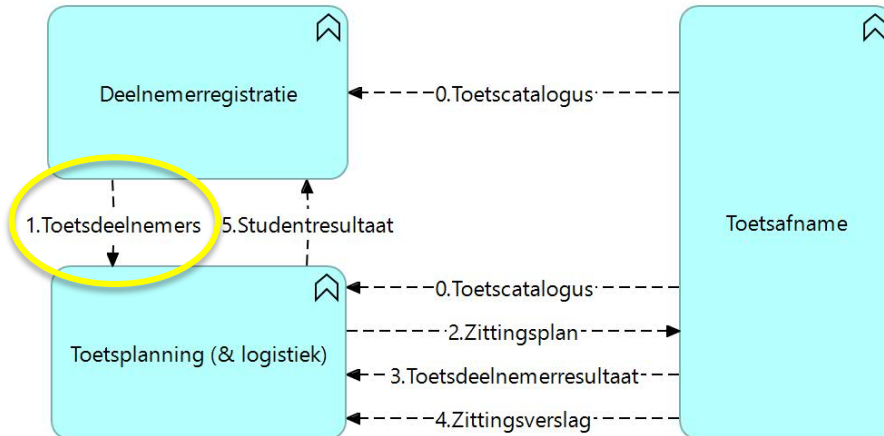 Deelnemerregistratie
0.Toetscatalogus
1.Toetsdeelnemers
5.Studentresultaat
Toetsafname
0.Toetscatalogus
2.Zittingsplan
Toetsplanning (& logistiek)
3.Toetsdeelnemerresultaat
4.Zittingsverslag